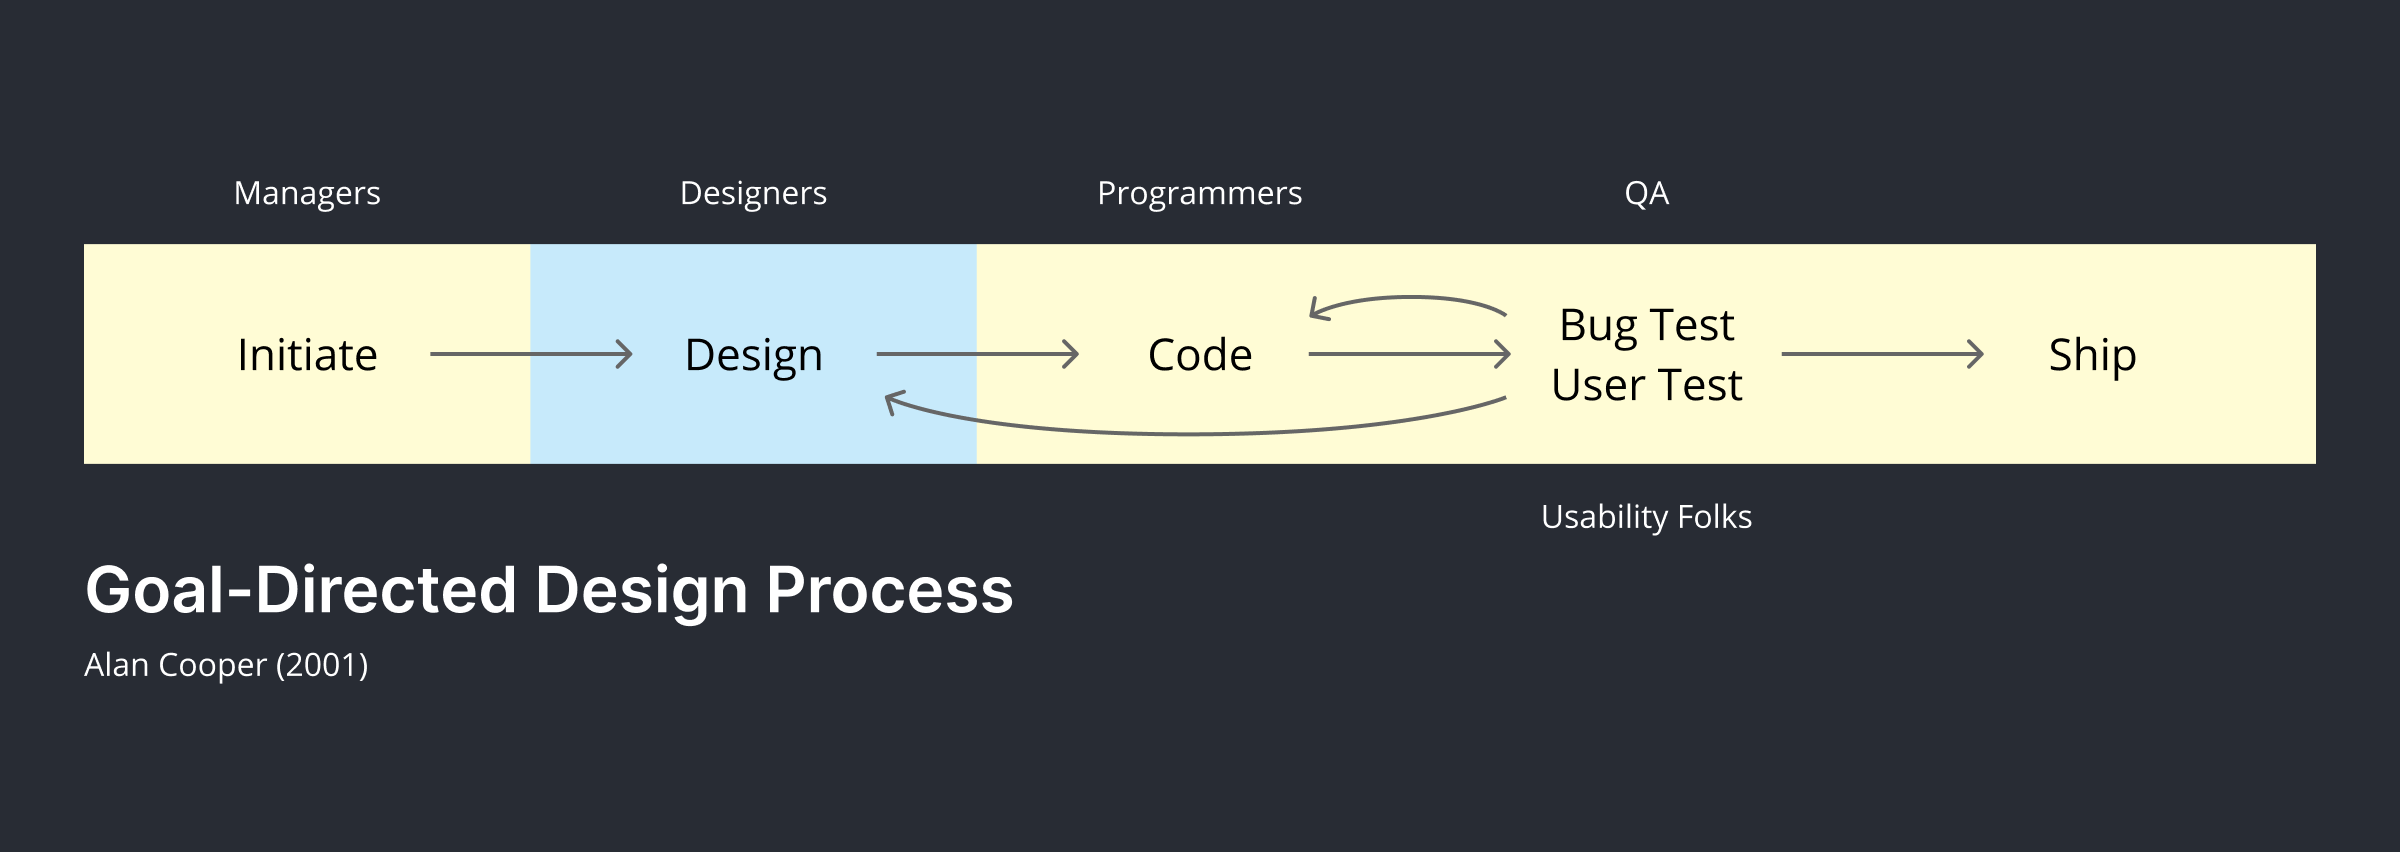 Managers
Designers
Programmers
QA
Initiate
Design
Code
Bug Test
User Test
Ship
Usability Folks
Goal-Directed Design Process
Alan Cooper (2001)